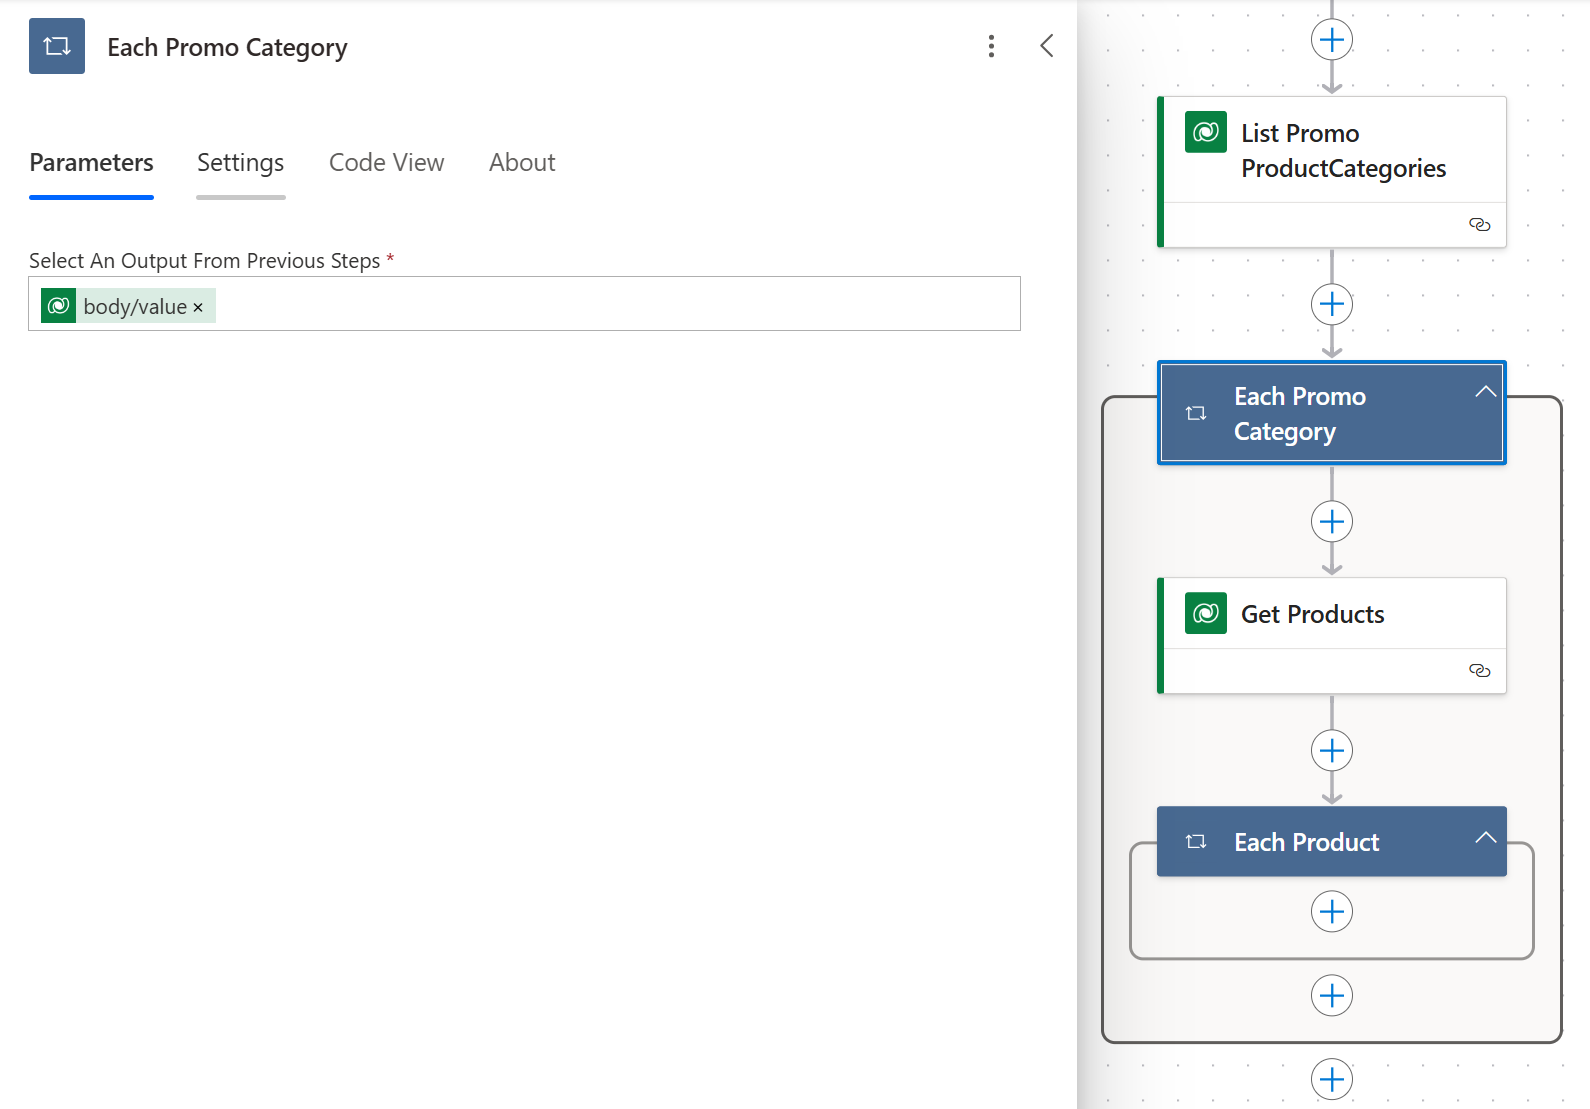 Each Promo Category
Parameters
Settings
Code View
About
Select An Output From Previous Steps *
body/value ×
List Promo
ProductCategories
Each Promo
Category
Get Products
Each Product